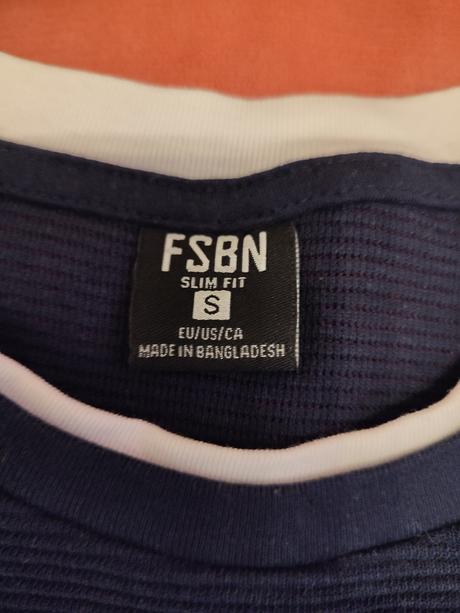 FSBN
SLIM FIT
S
EU/US/CA
MADE IN BANGLADESH